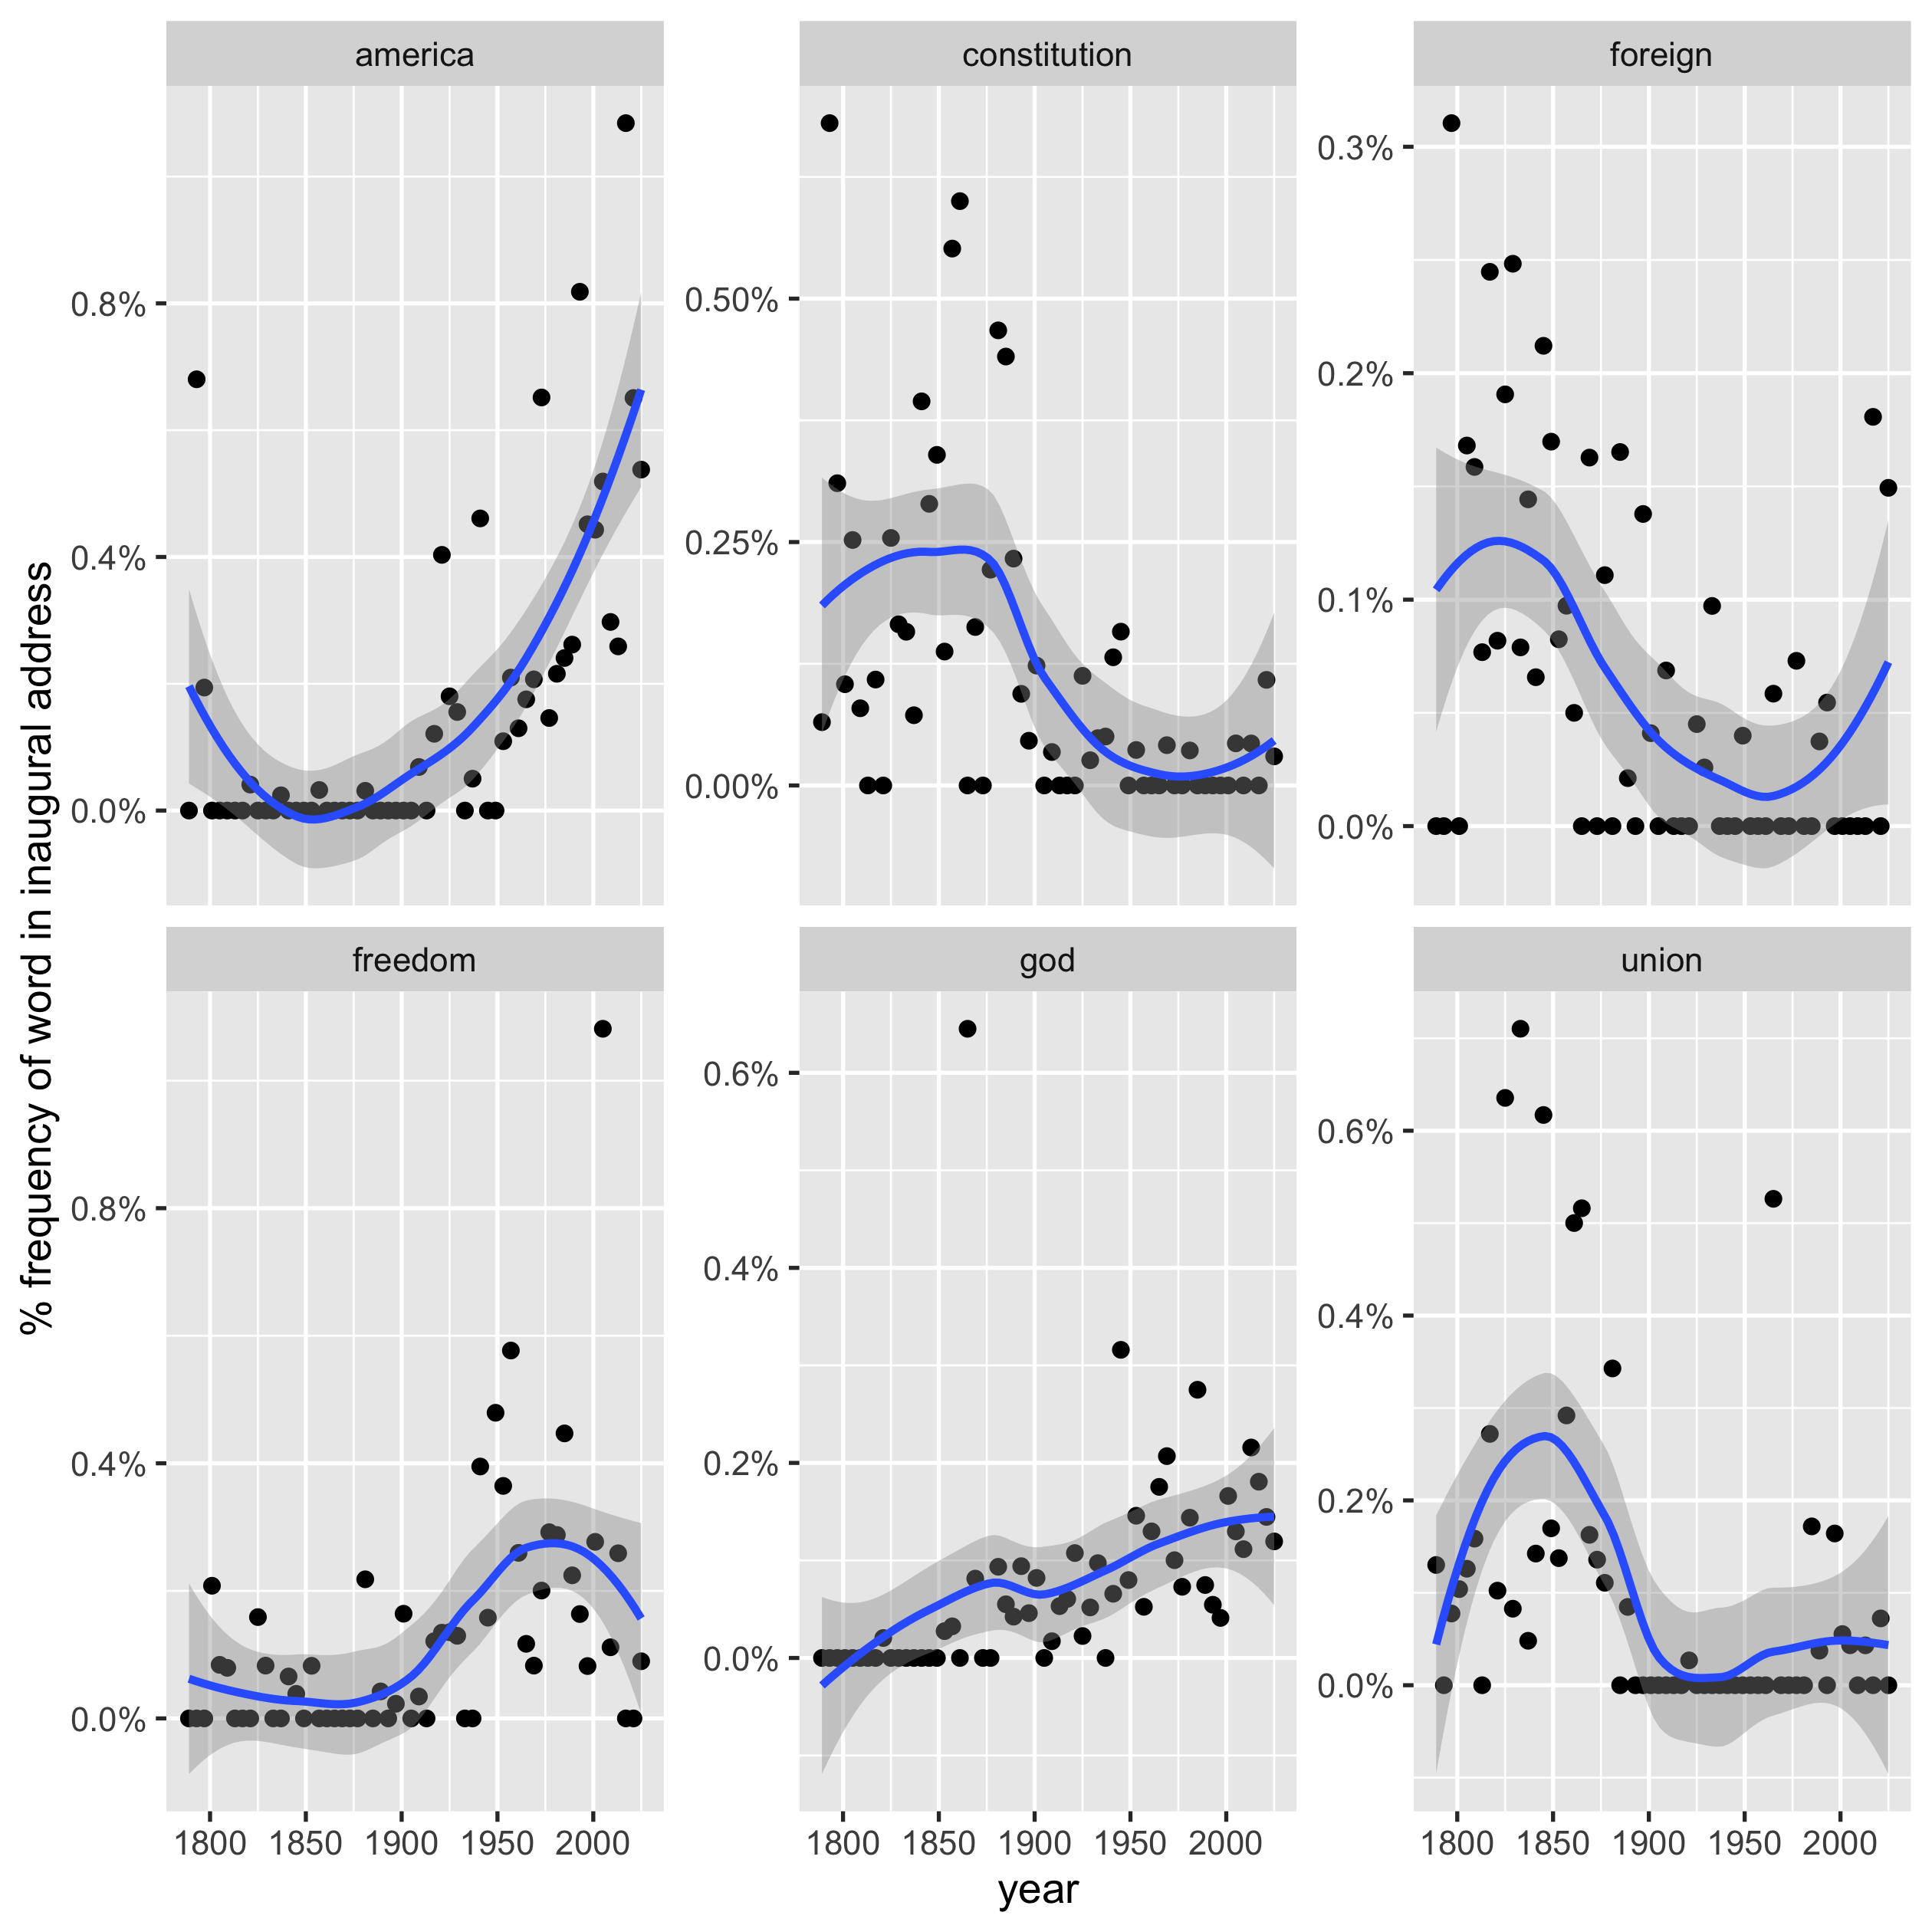 america
constitution
foreign
0.8%
0.4%
0.0%
0.50%
0.25%
0.00%
0.3%
0.2%
0.1%
0.0%
freedom
god
union
0.8%
0.4%
0.0%
0.6%
0.4%
0.2%
0.0%
0.6%
0.4%
0.2%
0.0%
1800 1850 1900 1950 2000
1800 1850 1900 1950 2000
1800 1850 1900 1950 2000
year
% frequency of word in inaugural address